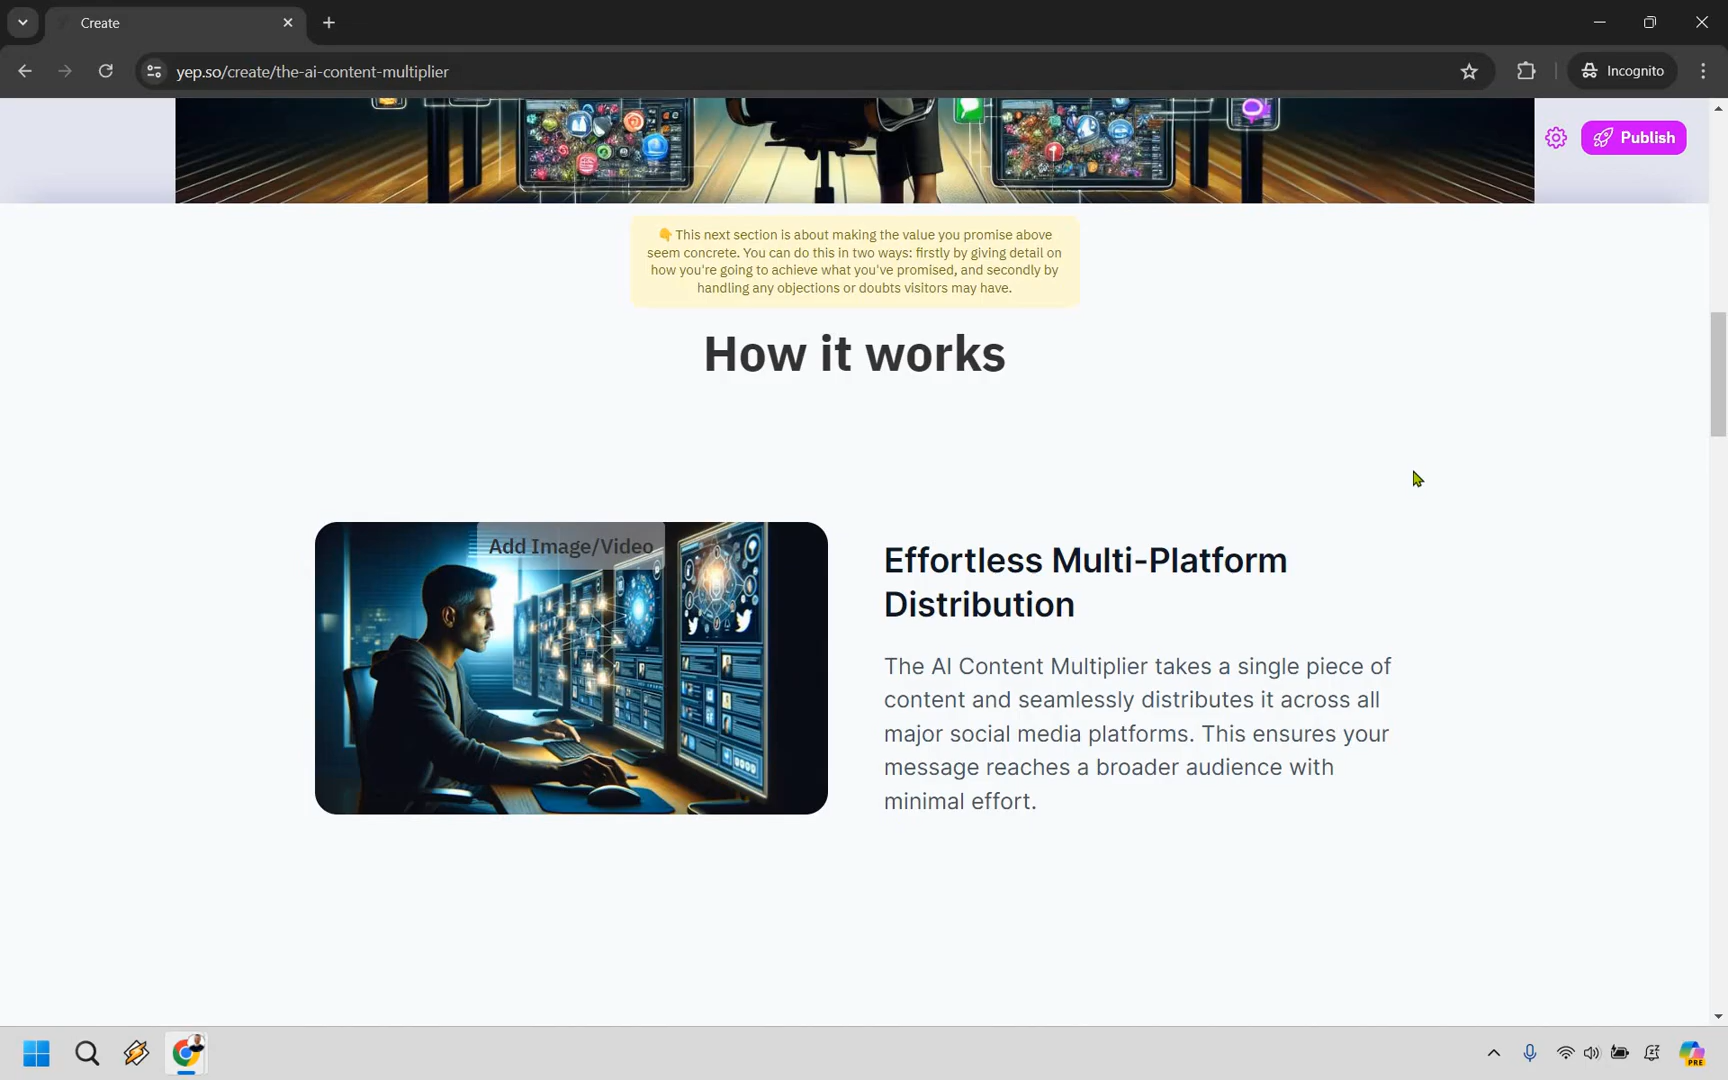 Create
yep.so/create/the-ai-content-multiplier
Incognito
Publish
👇 This next section is about making the value you promise above
seem concrete. You can do this in two ways: firstly by giving detail on
how you're going to achieve what you've promised, and secondly by
handling any objections or doubts visitors may have.
How it works
Add Image/Video
Effortless Multi-Platform
Distribution
The AI Content Multiplier takes a single piece of
content and seamlessly distributes it across all
major social media platforms. This ensures your
message reaches a broader audience with
minimal effort.
PRE